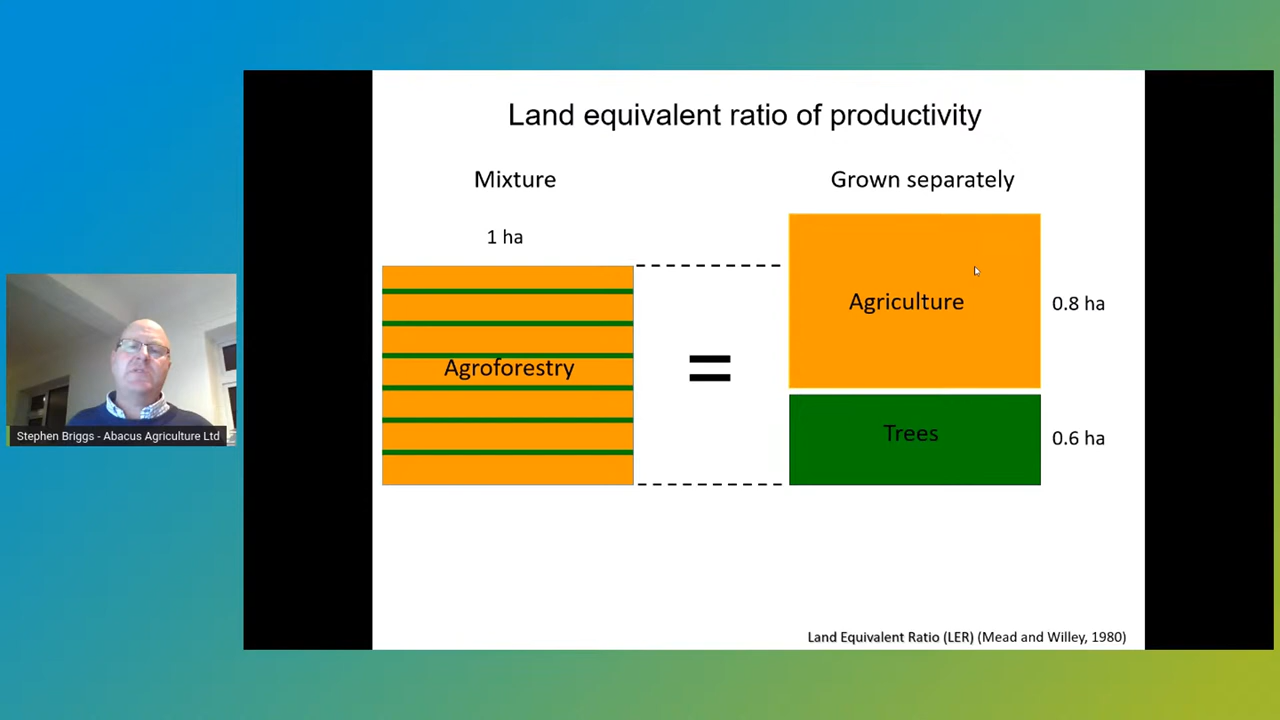 Land equivalent ratio of productivity
Mixture
Grown separately
1 ha
Agroforestry
=
Agriculture
0.8 ha
Trees
0.6 ha
Stephen Briggs - Abacus Agriculture Ltd
Land Equivalent Ratio (LER) (Mead and Willey, 1980)